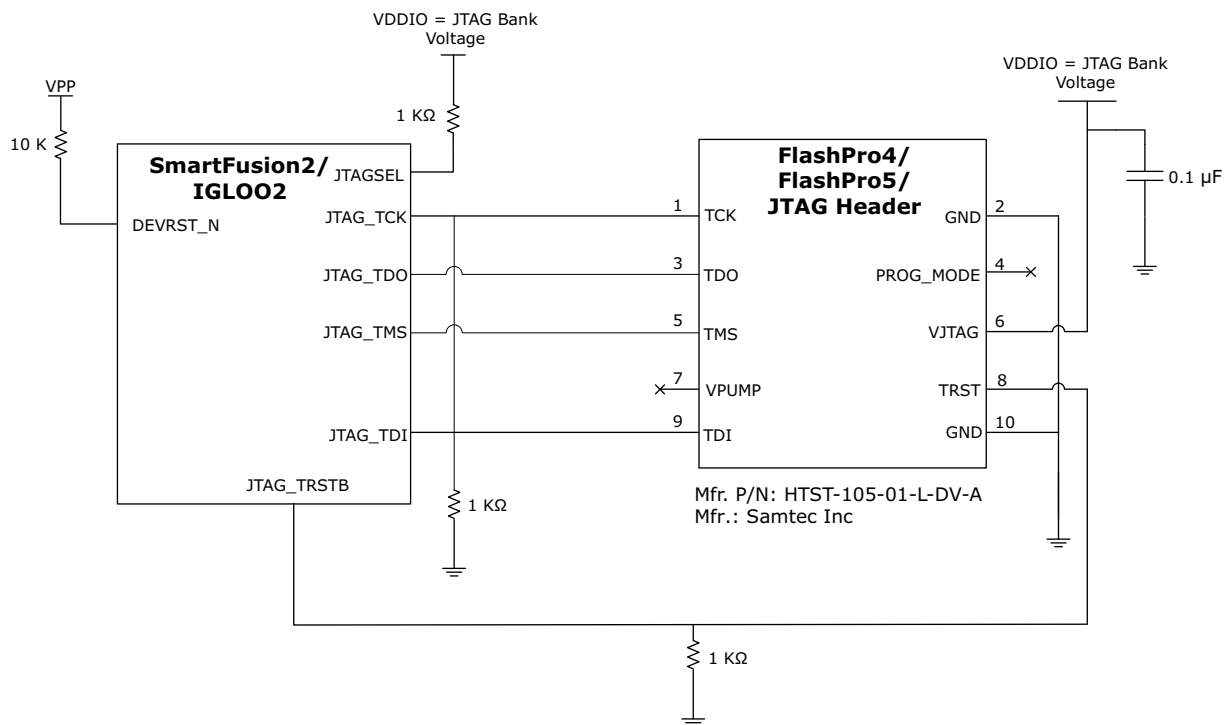 VDDIO = JTAG Bank
Voltage
VDDIO = JTAG Bank
Voltage
VPP
1 KΩ
10 K
0.1 µF
SmartFusion2/
IGLOO2
JTAGSEL
JTAG_TCK
DEVRST_N
JTAG_TDO
JTAG_TMS
JTAG_TDI
JTAG_TRSTB
1
3
5
7
9
FlashPro4/
FlashPro5/
JTAG Header
TCK
TDO
TMS
VPUMP
TDI
GND
PROG_MODE
VJTAG
TRST
GND
2
4
6
8
10
Mfr. P/N: HTST-105-01-L-DV-A
Mfr.: Samtec Inc
1 KΩ
1 KΩ